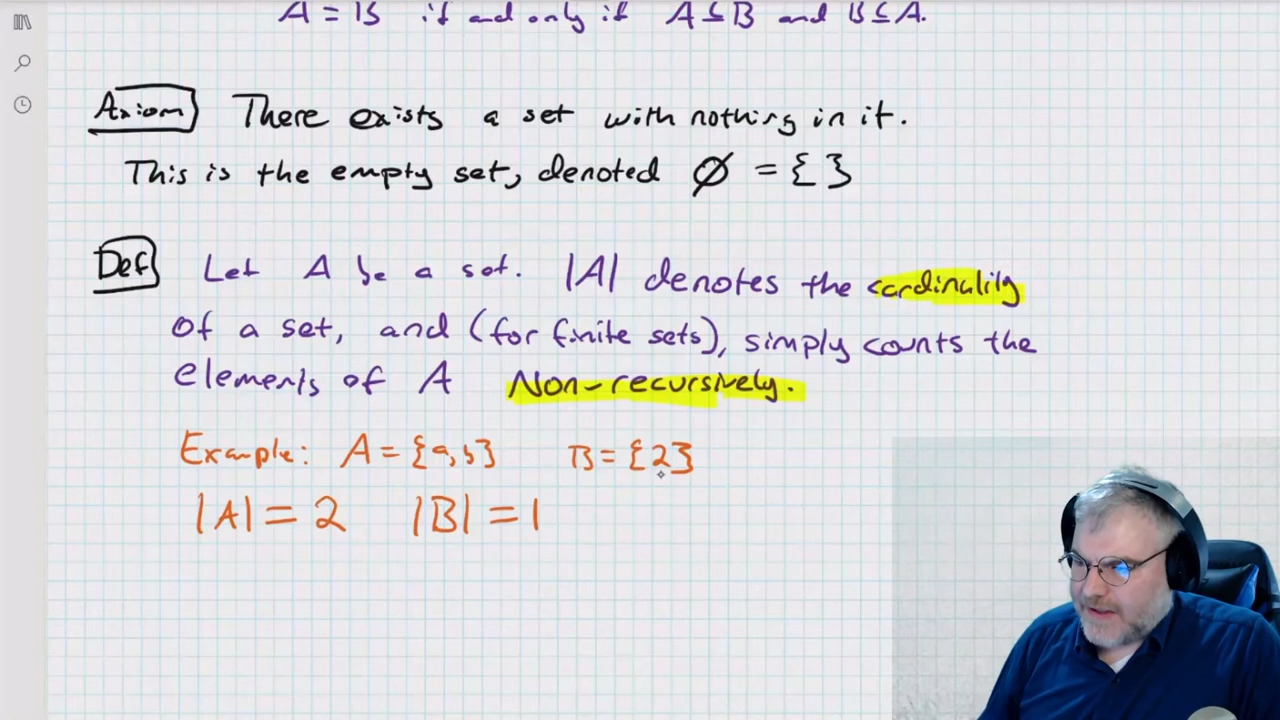 A = B if and only if A ⊆ B and B ⊆ A.
Axiom There exists a set with nothing in it.
This is the empty set, denoted ∅ = { }
Def Let A be a set. |A| denotes the cardinality
of a set, and (for finite sets), simply counts the
elements of A Non-recursively.
Example: A = {a, b} B = {2}
|A| = 2 |B| = 1